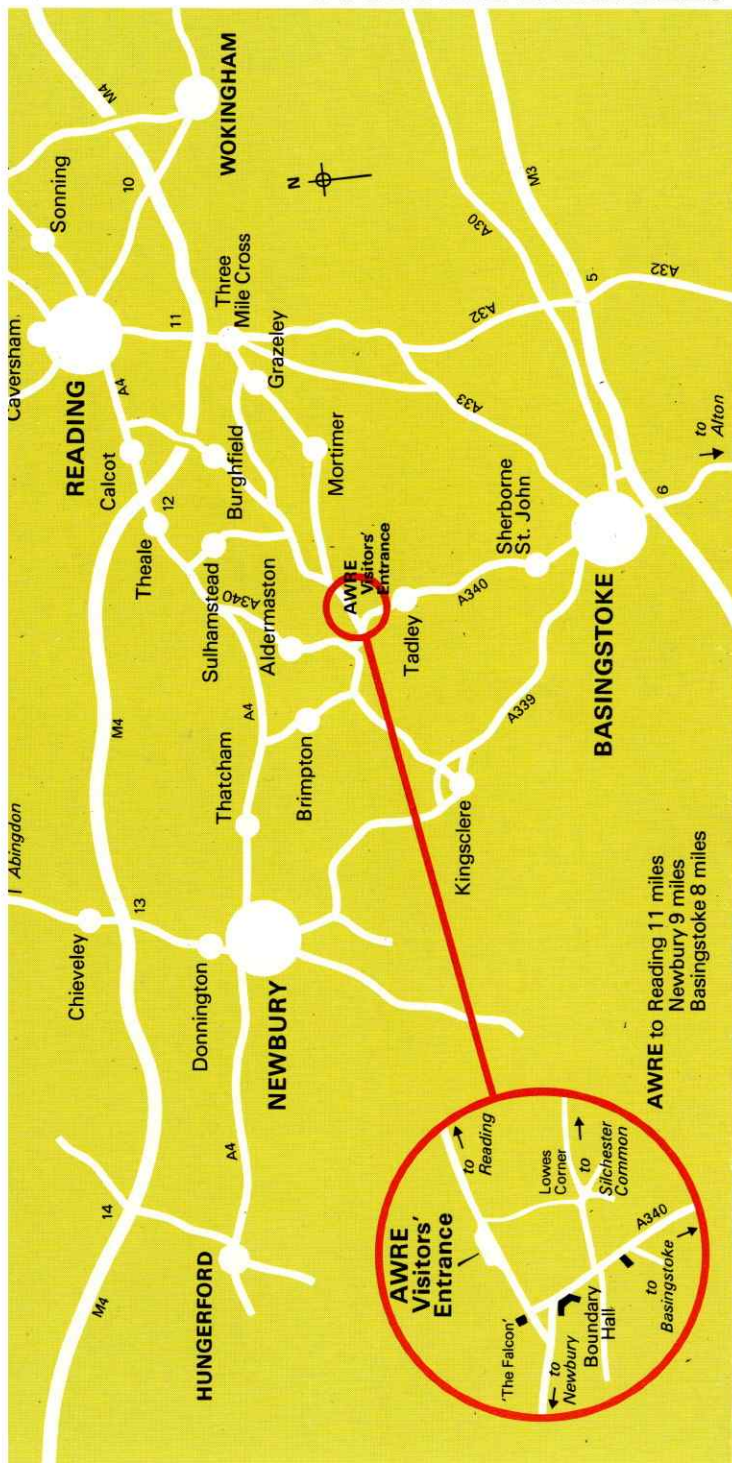 Abingdon
Chieveley
13
M4
14
M4
HUNGERFORD
A4
Donnington
NEWBURY
Thatcham
A4
Brimpton
Kingsclere
A339
Caversham
READING
A4
Calcot
Theale
12
Sulhamstead
A340
Aldermaston
Burghfield
Sonning
M4
10
WOKINGHAM
11
Three
Mile Cross
Grazeley
Mortimer
N
AWRE
Visitors'
Entrance
Tadley
A340
Sherborne
St. John
A33
A32
A30
M3
5
A32
BASINGSTOKE
6
to
Alton
AWRE
Visitors'
Entrance
to
Reading
'The Falcon'
to
Newbury
Boundary
Hall
Lowes
Corner
to
Silchester
Common
A340
to
Basingstoke
AWRE to Reading 11 miles
Newbury 9 miles
Basingstoke 8 miles